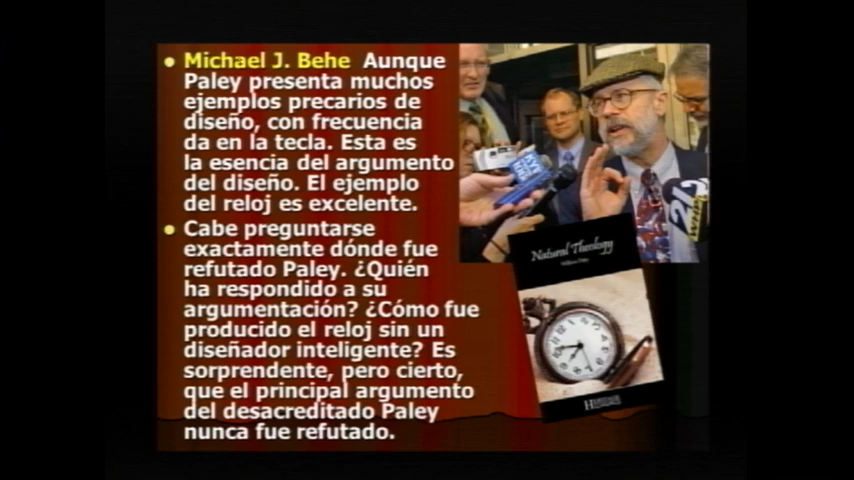 ● Michael J. Behe Aunque
Paley presenta muchos
ejemplos precarios de
diseño, con frecuencia
da en la tecla. Esta es
la esencia del argumento
del diseño. El ejemplo
del reloj es excelente.
● Cabe preguntarse
exactamente dónde fue
refutado Paley. ¿Quién
ha respondido a su
argumentación? ¿Cómo fue
producido el reloj sin un
diseñador inteligente? Es
sorprendente, pero cierto,
que el principal argumento
del desacreditado Paley
nunca fue refutado.
Natural Theology